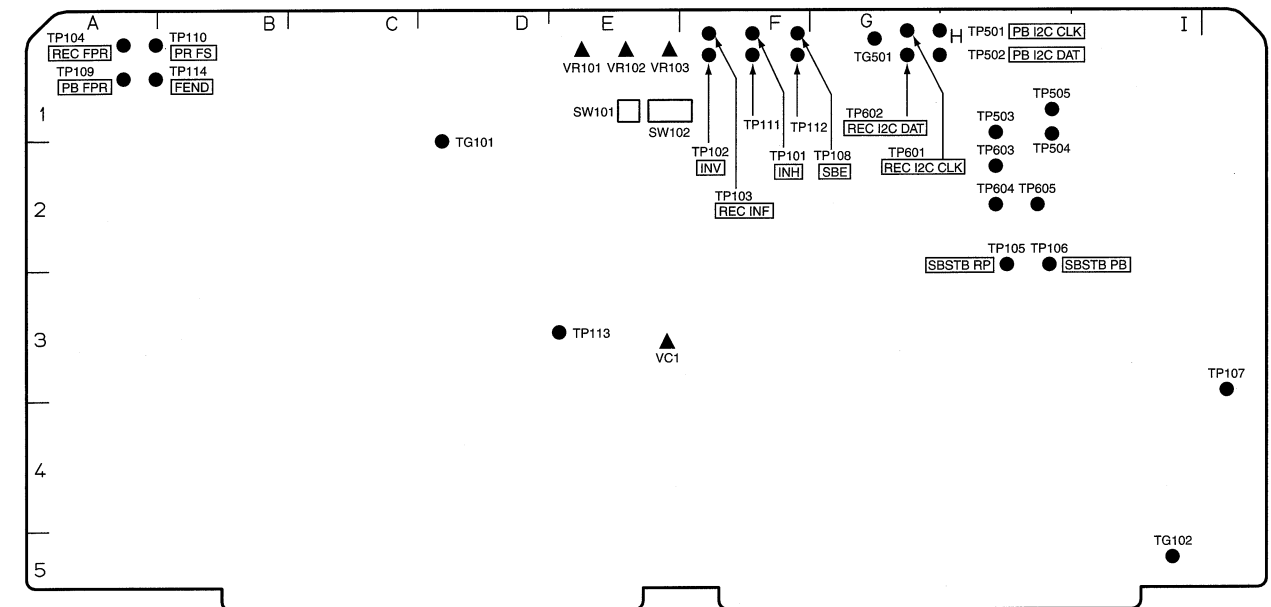 A B C D E F G H I
TP104
REC FPR
TP110
PR FS
TP109
PB FPR
TP114
FEND
VR101 VR102 VR103
SW101
SW102
TG501
TP501 PB I2C CLK
TP502 PB I2C DAT
1
TG101
TP111
TP112
TP602
REC I2C DAT
TP505
TP503
TP504
TP102
INV
TP101
INH
TP108
SBE
TP601
REC I2C CLK
TP603
TP103
REC INF
TP604 TP605
2
TP105 TP106
SBSTB RP
SBSTB PB
3
TP113
VC1
TP107
4
TG102
5